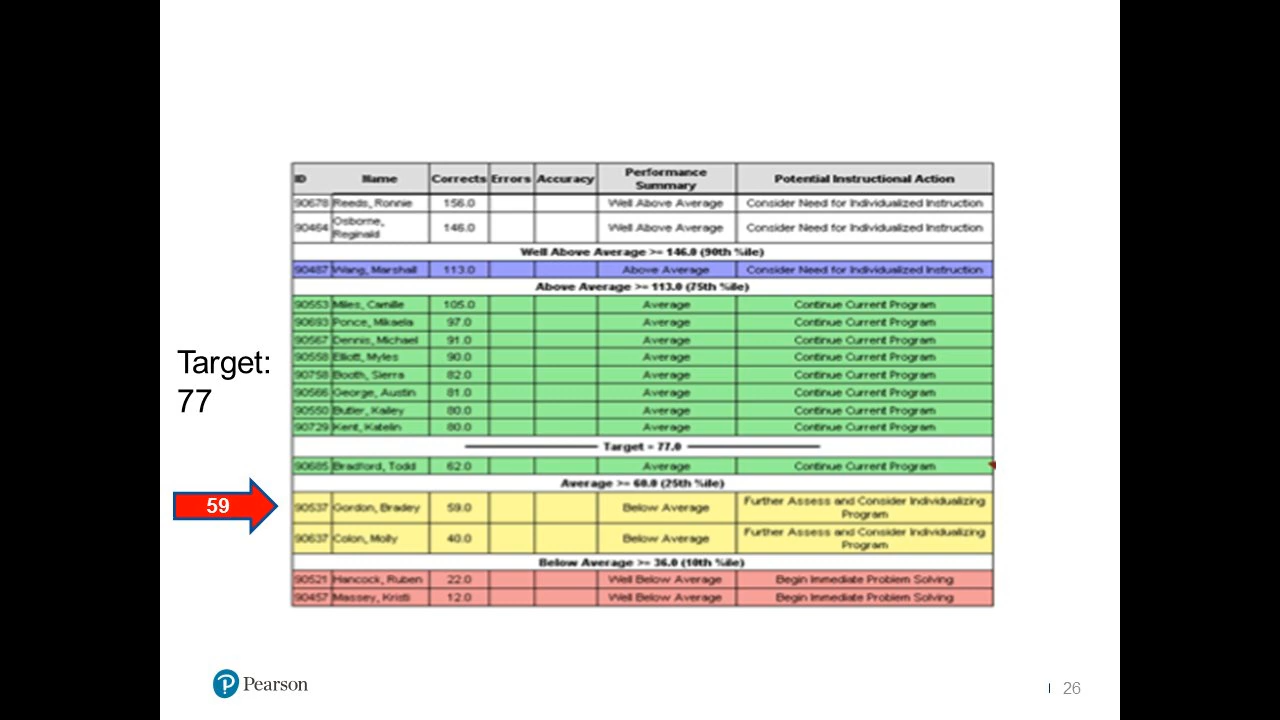 ID Name Corrects Errors Accuracy Performance Summary Potential Instructional Action
90678 Reeds, Ronnie 156.0 Well Above Average Consider Need for Individualized Instruction
90464 Osborne, Reginald 146.0 Well Above Average Consider Need for Individualized Instruction
Well Above Average >= 146.0 (90th %ile)
90487 Wang, Marshall 113.0 Above Average Consider Need for Individualized Instruction
Above Average >= 113.0 (75th %ile)
90553 Miles, Camille 105.0 Average Continue Current Program
90693 Ponce, Mikaela 97.0 Average Continue Current Program
90567 Dennis, Michael 91.0 Average Continue Current Program
90558 Elliott, Myles 90.0 Average Continue Current Program
90758 Booth, Sierra 82.0 Average Continue Current Program
90566 George, Austin 81.0 Average Continue Current Program
90550 Butler, Kailey 80.0 Average Continue Current Program
90729 Kent, Katelin 80.0 Average Continue Current Program
Target: 77
Target = 77.0
90685 Bradford, Todd 62.0 Average Continue Current Program
Average >= 60.0 (25th %ile)
59
90537 Gordon, Bradey 59.0 Below Average Further Assess and Consider Individualizing Program
90637 Colon, Molly 40.0 Below Average Further Assess and Consider Individualizing Program
Below Average >= 36.0 (10th %ile)
90521 Hancock, Ruben 22.0 Well Below Average Begin Immediate Problem Solving
90457 Massey, Kristi 12.0 Well Below Average Begin Immediate Problem Solving
Pearson
26